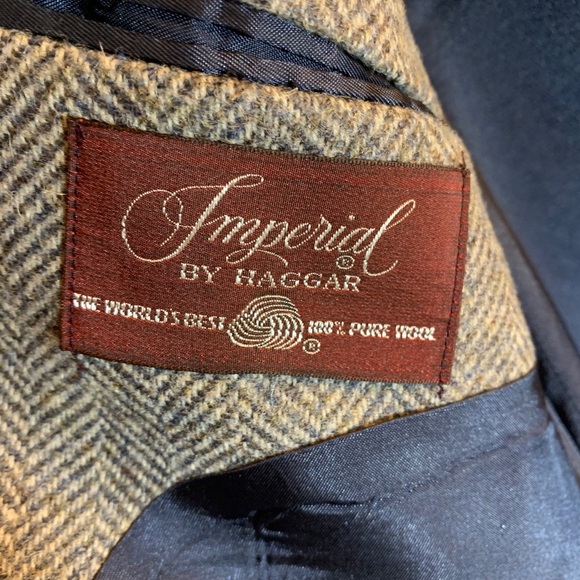 Imperial®
BY HAGGAR
THE WORLD'S BEST 100% PURE WOOL
®